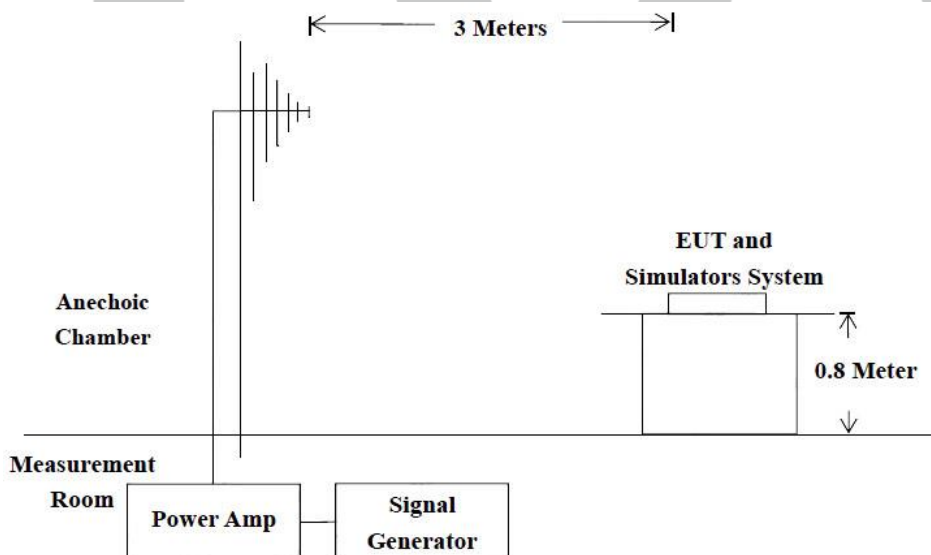 3 Meters
EUT and
Simulators System
Anechoic
Chamber
0.8 Meter
Measurement
Room
Power Amp
Signal
Generator